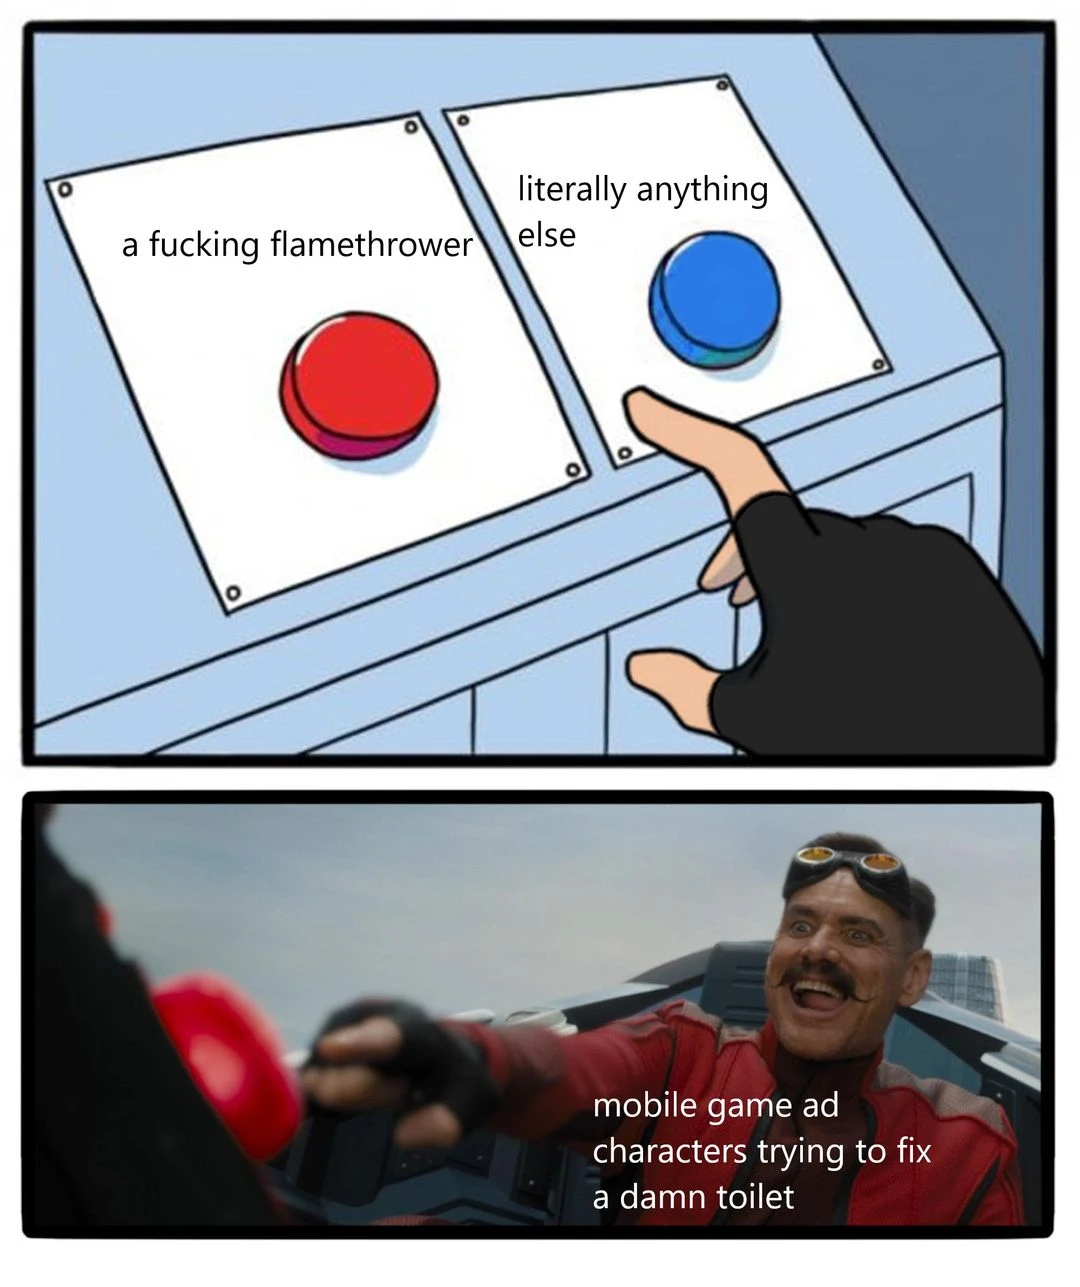 a fucking flamethrower
literally anything
else
mobile game ad
characters trying to fix
a damn toilet